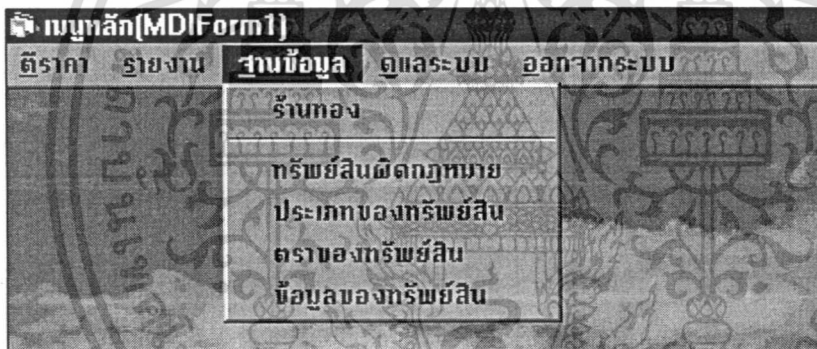 เมนูหลัก(MDIForm1)
ตีราคา รายงาน ฐานข้อมูล ดูแลระบบ ออกจากระบบ
ร้านทอง
ทรัพย์สินผิดกฎหมาย
ประเภทของทรัพย์สิน
ตราของทรัพย์สิน
ข้อมูลของทรัพย์สิน